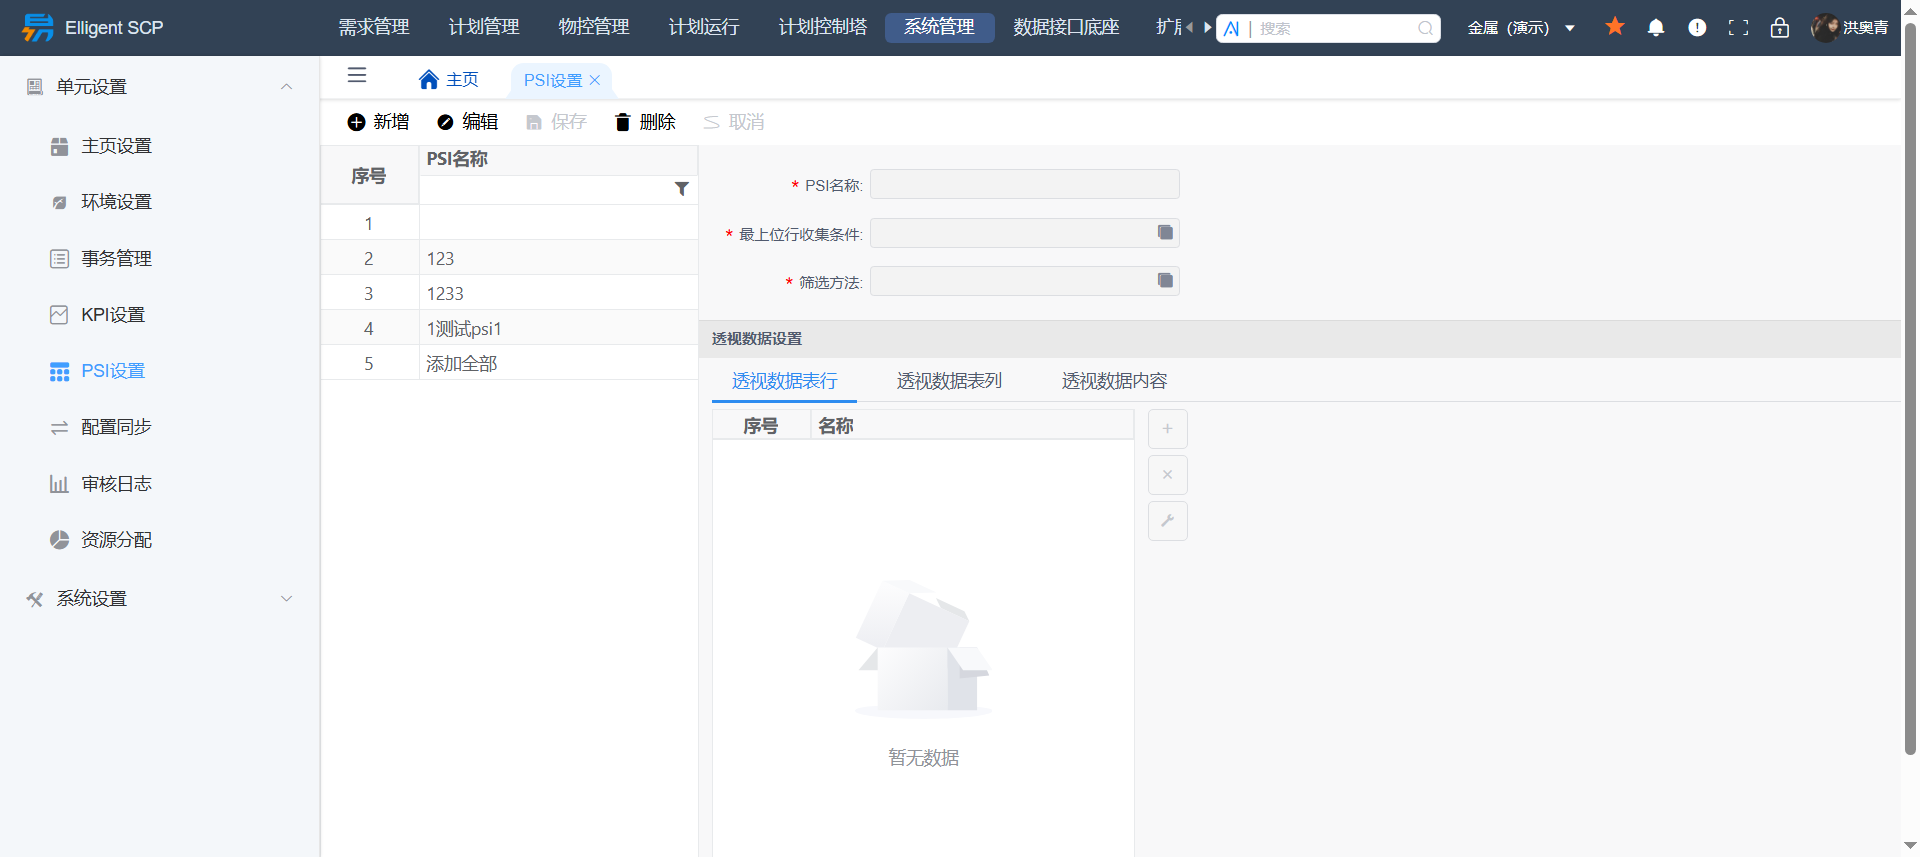 Elligent SCP
需求管理
计划管理
物控管理
计划运行
计划控制塔
系统管理
数据接口底座
AI | 搜索
金属 (演示)
洪奥青
单元设置
主页设置
环境设置
事务管理
KPI设置
PSI设置
配置同步
审核日志
资源分配
系统设置
主页
PSI设置
新增
编辑
保存
删除
取消
序号 PSI名称
1
2 123
3 1233
4 1测试psi1
5 添加全部
* PSI名称:
* 最上位行收集条件:
* 筛选方法:
透视数据设置
透视数据表行
透视数据表列
透视数据内容
序号 名称
暂无数据